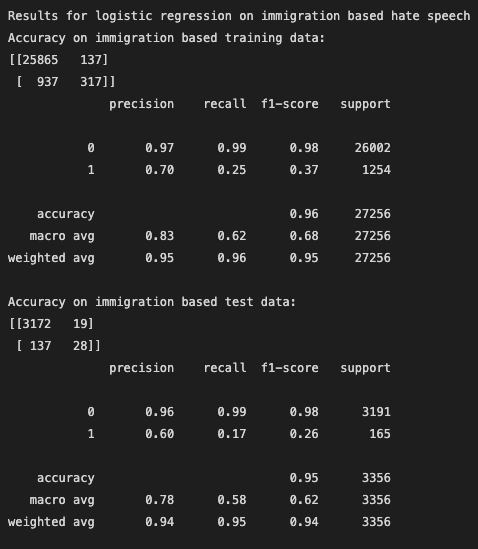 Results for logistic regression on immigration based hate speech
Accuracy on immigration based training data:
[[25865   137]
 [  937   317]]
              precision    recall  f1-score   support

           0       0.97      0.99      0.98     26002
           1       0.70      0.25      0.37      1254

    accuracy                           0.96     27256
   macro avg       0.83      0.62      0.68     27256
weighted avg       0.95      0.96      0.95     27256

Accuracy on immigration based test data:
[[3172   19]
 [ 137   28]]
              precision    recall  f1-score   support

           0       0.96      0.99      0.98      3191
           1       0.60      0.17      0.26       165

    accuracy                           0.95      3356
   macro avg       0.78      0.58      0.62      3356
weighted avg       0.94      0.95      0.94      3356